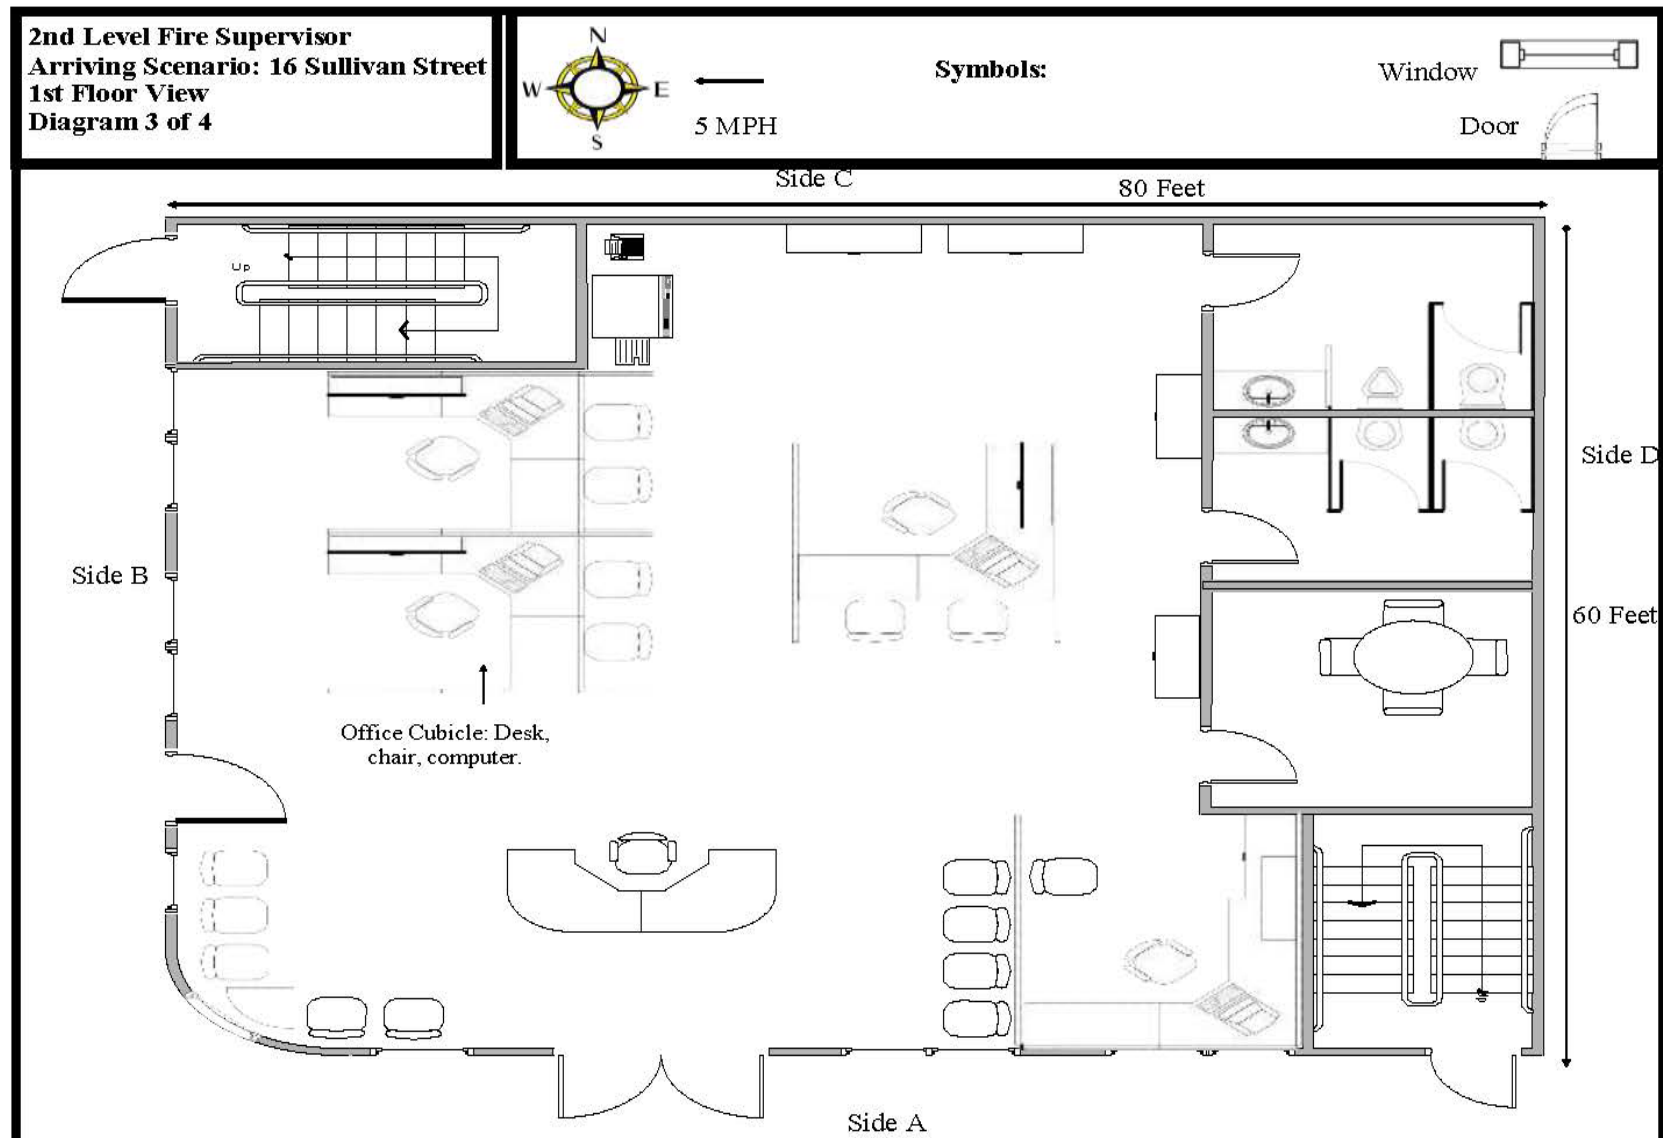 2nd Level Fire Supervisor
Arriving Scenario: 16 Sullivan Street
1st Floor View
Diagram 3 of 4
N
W
E
S
5 MPH
Symbols:
Window
Door
Side C
80 Feet
Up
Side D
Side B
60 Feet
Office Cubicle: Desk,
chair, computer.
Side A